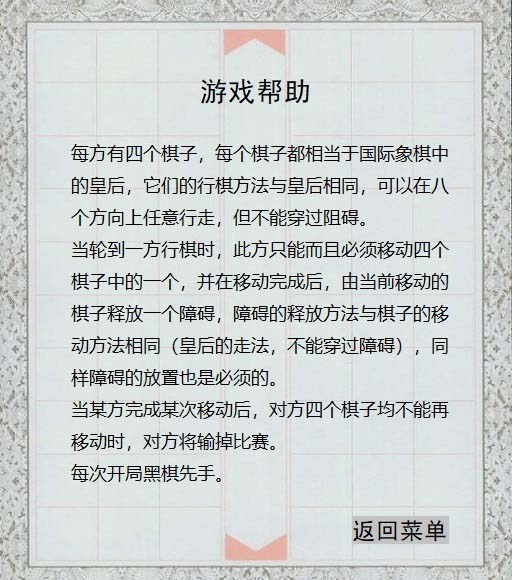 游戏帮助
每方有四个棋子，每个棋子都相当于国际象棋中
的皇后，它们的行棋方法与皇后相同，可以在八
个方向上任意行走，但不能穿过阻碍。
当轮到一方行棋时，此方只能而且必须移动四个
棋子中的一个，并在移动完成后，由当前移动的
棋子释放一个障碍，障碍的释放方法与棋子的移
动方法相同（皇后的走法，不能穿过障碍），同
样障碍的放置也是必须的。
当某方完成某次移动后，对方四个棋子均不能再
移动时，对方将输掉比赛。
每次开局黑棋先手。
返回菜单